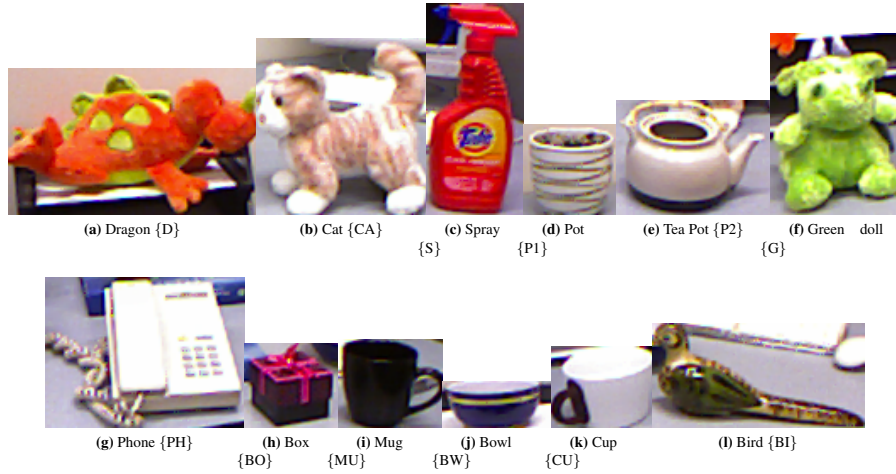 (a) Dragon {D}
(b) Cat {CA}
(c) Spray
{S}
(d) Pot
{P1}
(e) Tea Pot {P2}
(f) Green doll
{G}
(g) Phone {PH}
(h) Box
{BO}
(i) Mug
{MU}
(j) Bowl
{BW}
(k) Cup
{CU}
(l) Bird {BI}